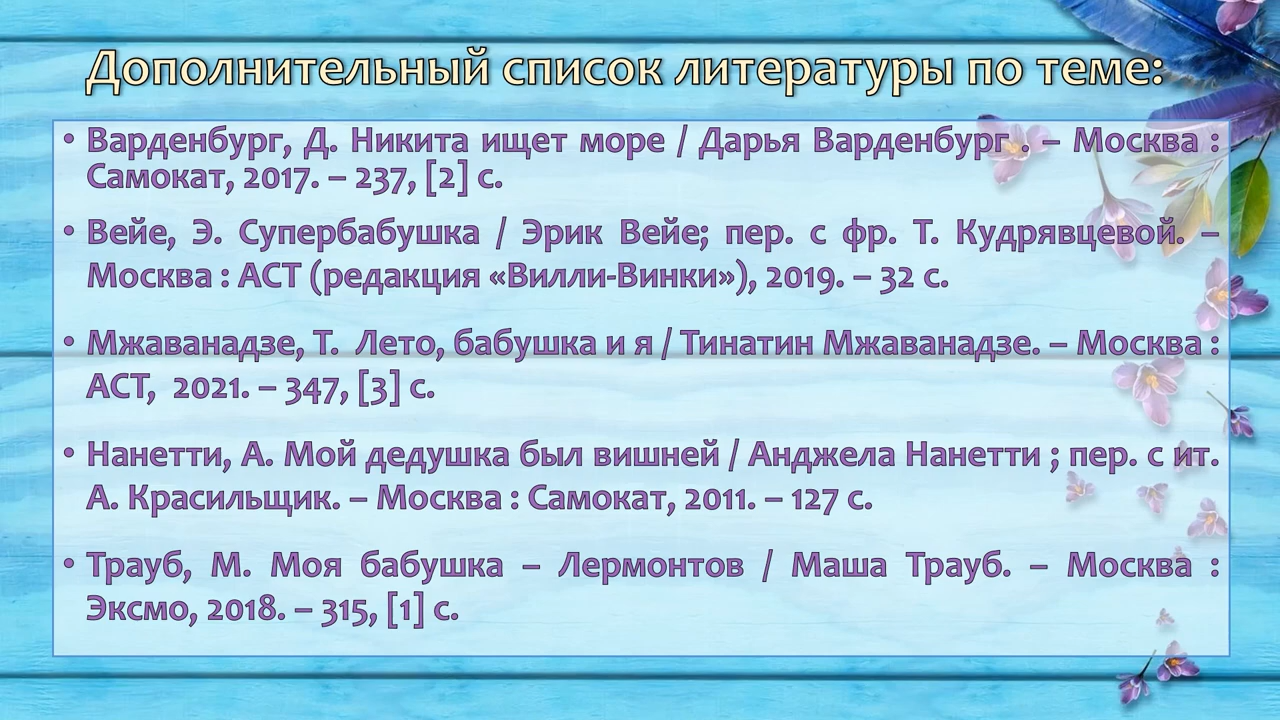 Дополнительный список литературы по теме:
• Варденбург, Д. Никита ищет море / Дарья Варденбург . – Москва :
Самокат, 2017. – 237, [2] с.
• Вейе, Э. Супербабушка / Эрик Вейе; пер. с фр. Т. Кудрявцевой. –
Москва : АСТ (редакция «Вилли-Винки»), 2019. – 32 с.
• Мжаванадзе, Т. Лето, бабушка и я / Тинатин Мжаванадзе. – Москва :
АСТ, 2021. – 347, [3] с.
• Нанетти, А. Мой дедушка был вишней / Анджела Нанетти ; пер. с ит.
А. Красильщик. – Москва : Самокат, 2011. – 127 с.
• Трауб, М. Моя бабушка – Лермонтов / Маша Трауб. – Москва :
Эксмо, 2018. – 315, [1] с.